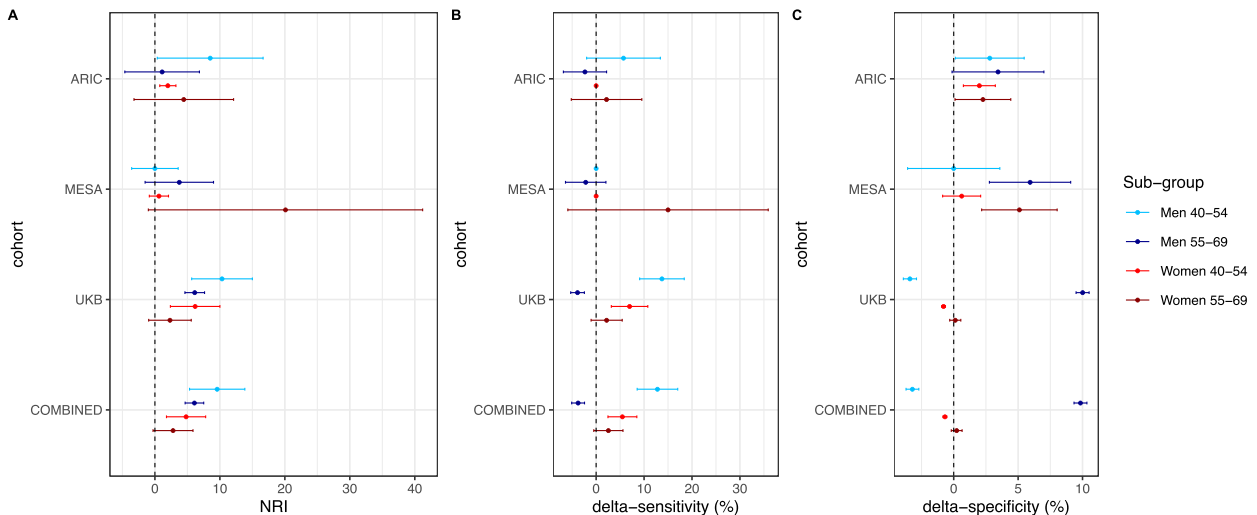 A
B
C
ARIC
MESA
UKB
COMBINED
cohort
0
10
20
30
40
NRI
ARIC
MESA
UKB
COMBINED
cohort
0
10
20
30
delta−sensitivity (%)
ARIC
MESA
UKB
COMBINED
cohort
0
5
10
delta−specificity (%)
Sub−group
Men 40−54
Men 55−69
Women 40−54
Women 55−69